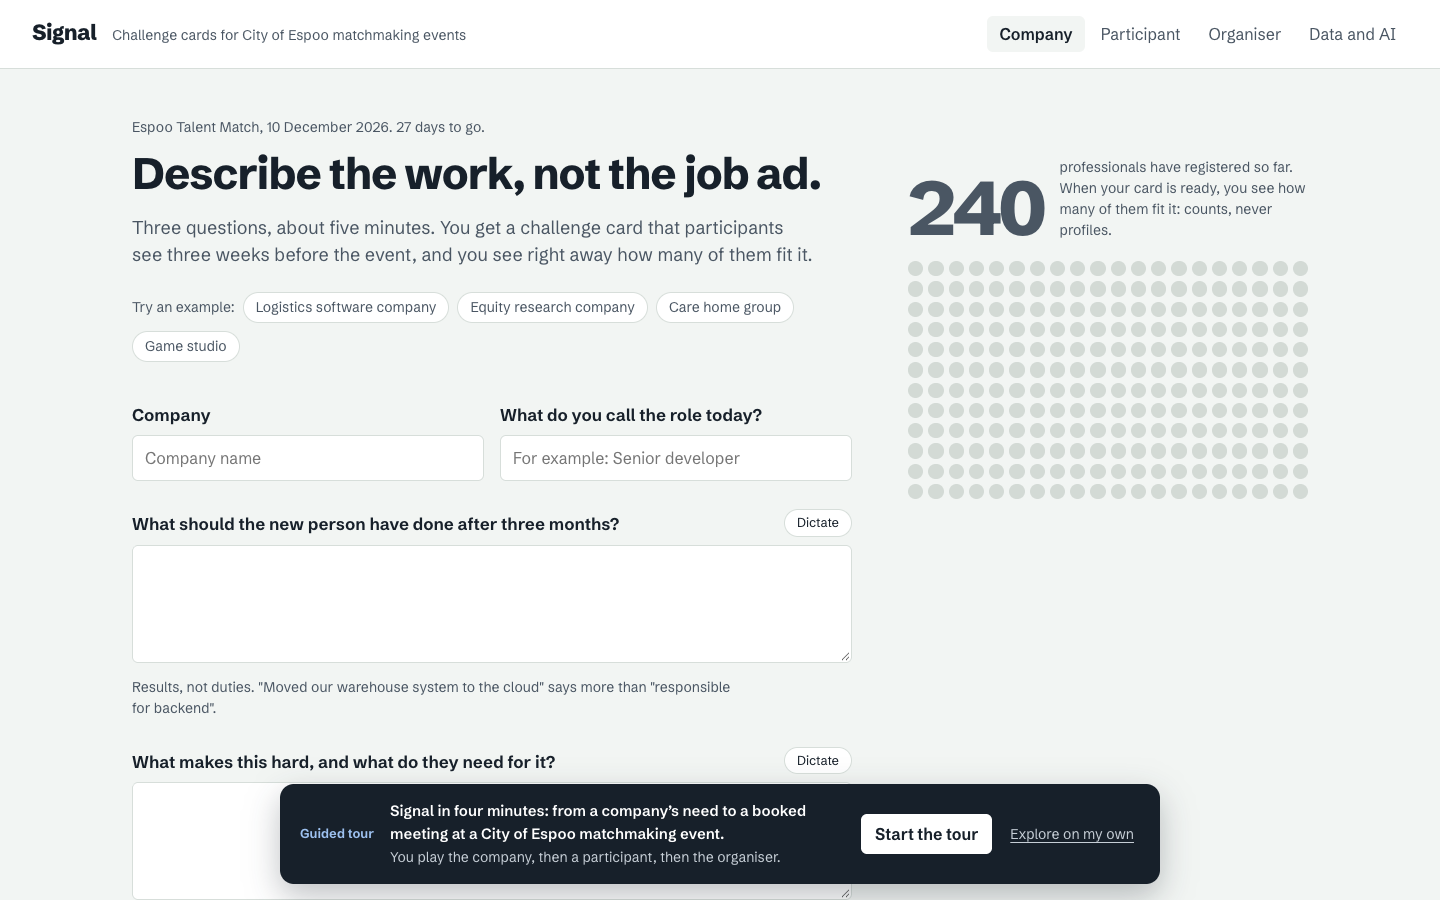 Signal
Challenge cards for City of Espoo matchmaking events
Company
Participant
Organiser
Data and AI
Espoo Talent Match, 10 December 2026. 27 days to go.
Describe the work, not the job ad.
Three questions, about five minutes. You get a challenge card that participants
see three weeks before the event, and you see right away how many of them fit it.
Try an example:
Logistics software company
Equity research company
Care home group
Game studio
240
professionals have registered so far.
When your card is ready, you see how
many of them fit it: counts, never
profiles.
Company
Company name
What do you call the role today?
For example: Senior developer
What should the new person have done after three months?
Dictate
Results, not duties. "Moved our warehouse system to the cloud" says more than "responsible
for backend".
What makes this hard, and what do they need for it?
Dictate
Guided tour
Signal in four minutes: from a company’s need to a booked
meeting at a City of Espoo matchmaking event.
You play the company, then a participant, then the organiser.
Start the tour
Explore on my own